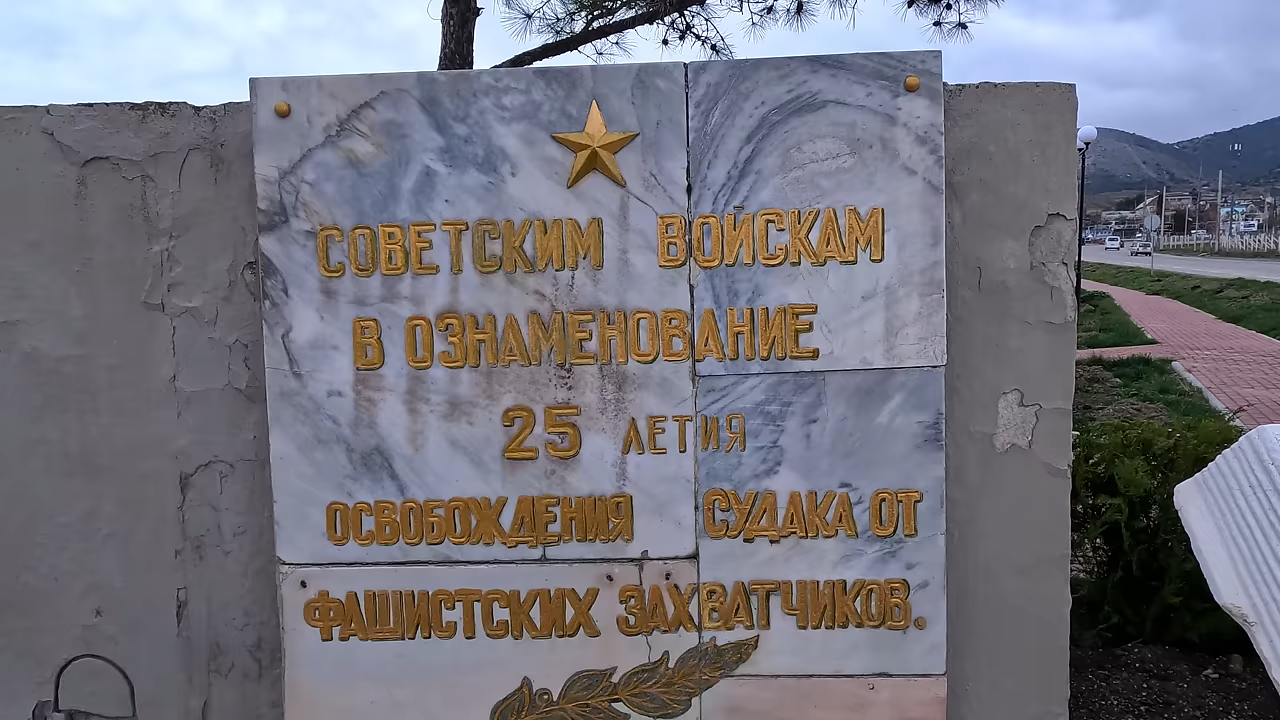 СОВЕТСКИМ ВОЙСКАМ
В ОЗНАМЕНОВАНИЕ
25 ЛЕТИЯ
ОСВОБОЖДЕНИЯ СУДАКА ОТ
ФАШИСТСКИХ ЗАХВАТЧИКОВ.